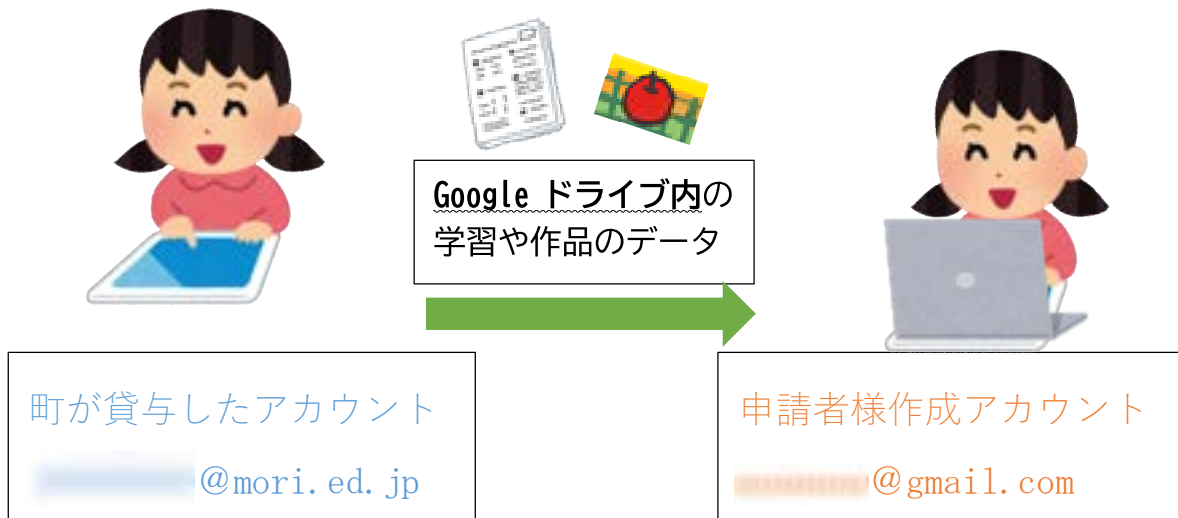 Google ドライブ内の
学習や作品のデータ
町が貸与したアカウント
@mori.ed.jp
申請者様作成アカウント
@gmail.com